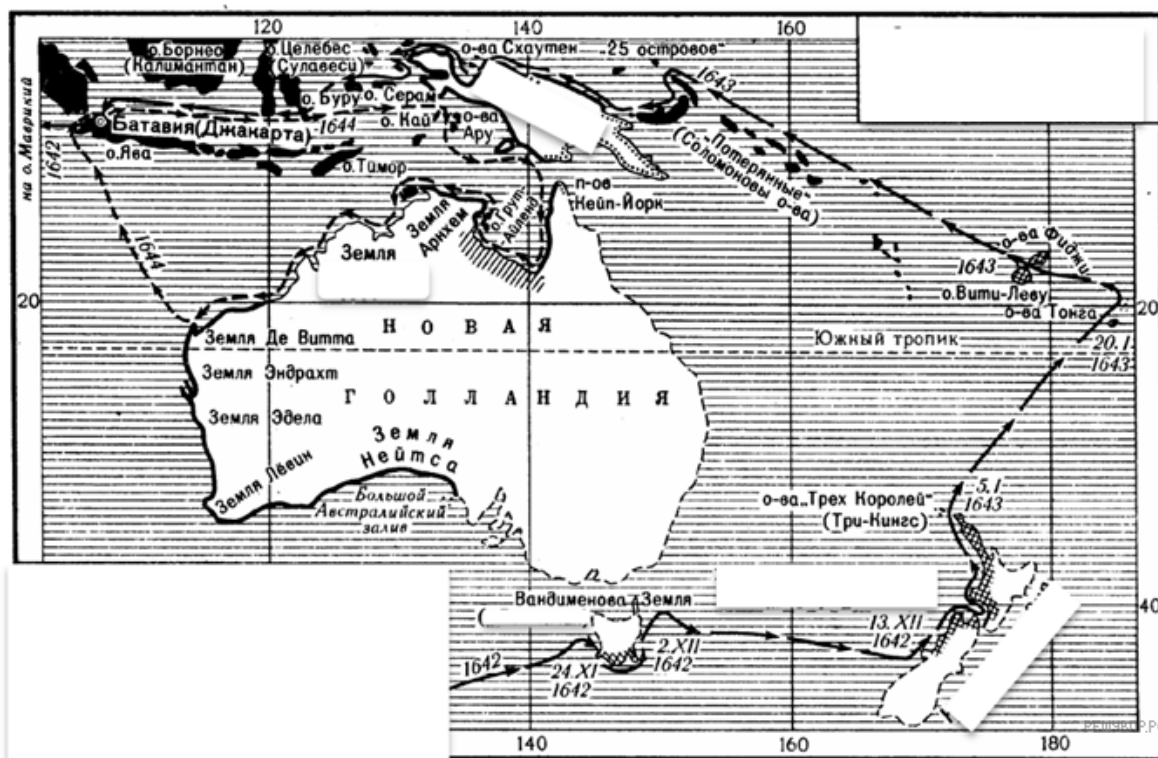 120
140
160
о. Борнео
(Калимантан)
о. Целебес
(Сулавеси)
о-ва Схаутен
„25 островов"
1643
о. Буру
о. Серам
о. Кай
о-ва
Ару
Батавия(Джакарта)
1644
о. Ява
о. Тимор
на о. Маврикий
1642
„Потерянные"
(Соломоновы о-ва)
п-ов
Кейп-Йорк
Земля
Арнхем
о. Грут-
Айленд
Земля
1644
о-ва Фиджи
1643
о. Вити-Леву
о-ва Тонга
20
20
НОВАЯ
Земля Де Витта
Южный тропик
20.I
1643
Земля Эндрахт
ГОЛЛАНДИЯ
Земля Эдела
Земля
Нейтса
Земля Лёвин
Большой
Австралийский
залив
о-ва„Трех Королей"
(Три-Кингс)
5.I
1643
Вандименова Земля
40
13. XII
1642
2.XII
1642
1642
24.XI
1642
140
160
180